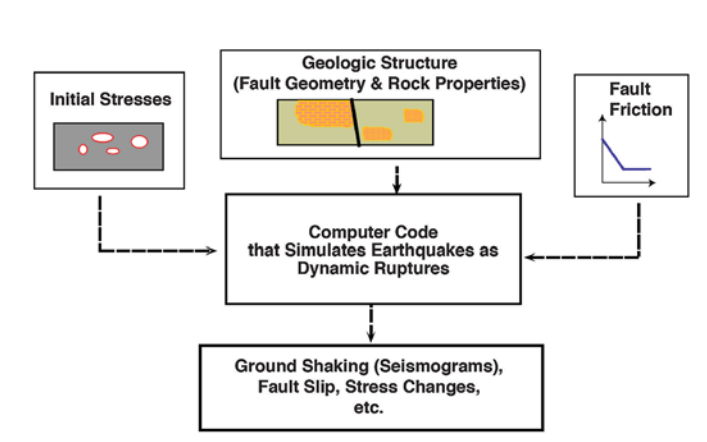 Geologic Structure
(Fault Geometry & Rock Properties)
Initial Stresses
Fault
Friction
Computer Code
that Simulates Earthquakes as
Dynamic Ruptures
Ground Shaking (Seismograms),
Fault Slip, Stress Changes,
etc.